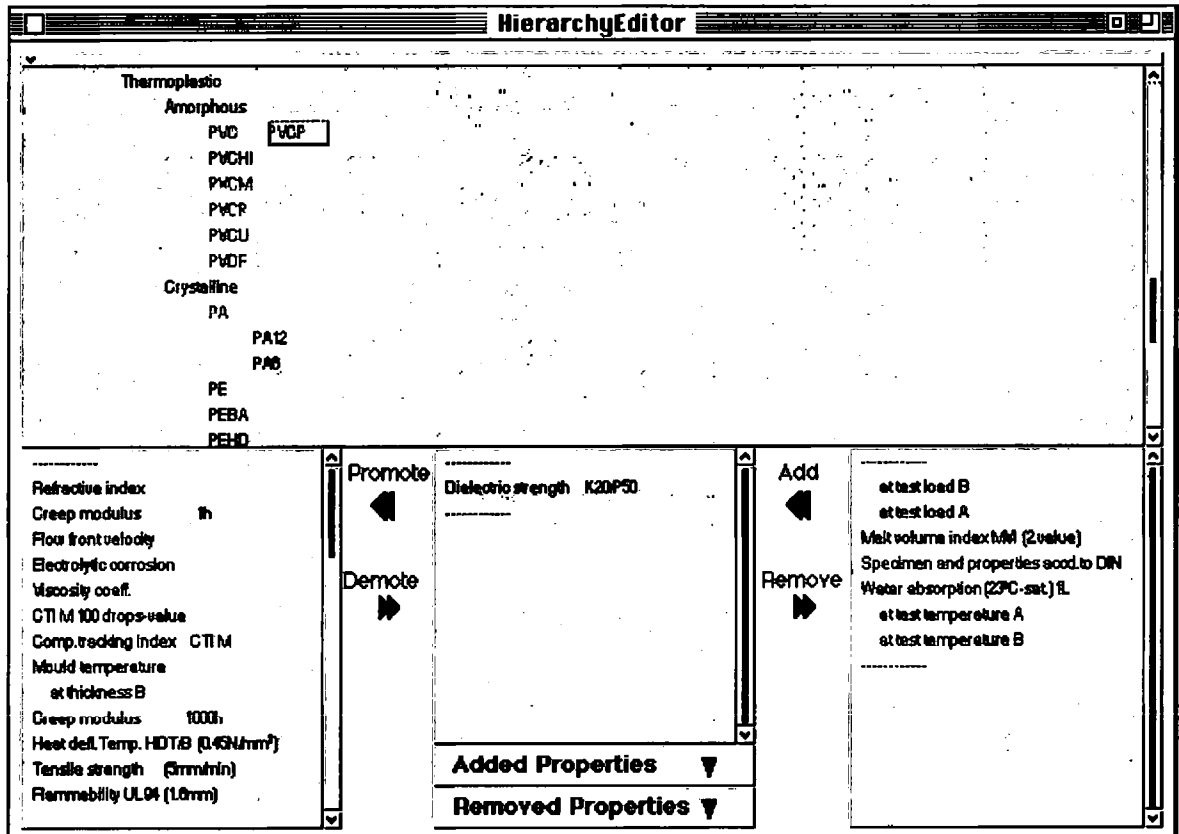 HierarchyEditor
Thermoplastic
Amorphous
PVC PVCP
PVCHI
PVCM
PVCP
PVCU
PVDF
Crystalline
PA
PA12
PA6
PE
PEBA
PEHD
----------
Refractive index
Creep modulus 1h
Flow front velocity
Electrolytic corrosion
Viscosity coeff.
CTI M 100 drops-value
Comp.tracking index CTI M
Mould temperature
at thickness B
Creep modulus 1000h
Heat defl. Temp. HDT/B (0.45N/mm²)
Tensile strength (5mm/min)
Flammability UL94 (1.6mm)
Promote
Demote
----------
Dielectric strength K20/P50
----------
Added Properties
Removed Properties
Add
Remove
----------
at test load B
at test load A
Melt volume index MVI (2.value)
Specimen and properties accd. to DIN
Water absorption (23°C-sat.) 1L
at test temperature A
at test temperature B
----------